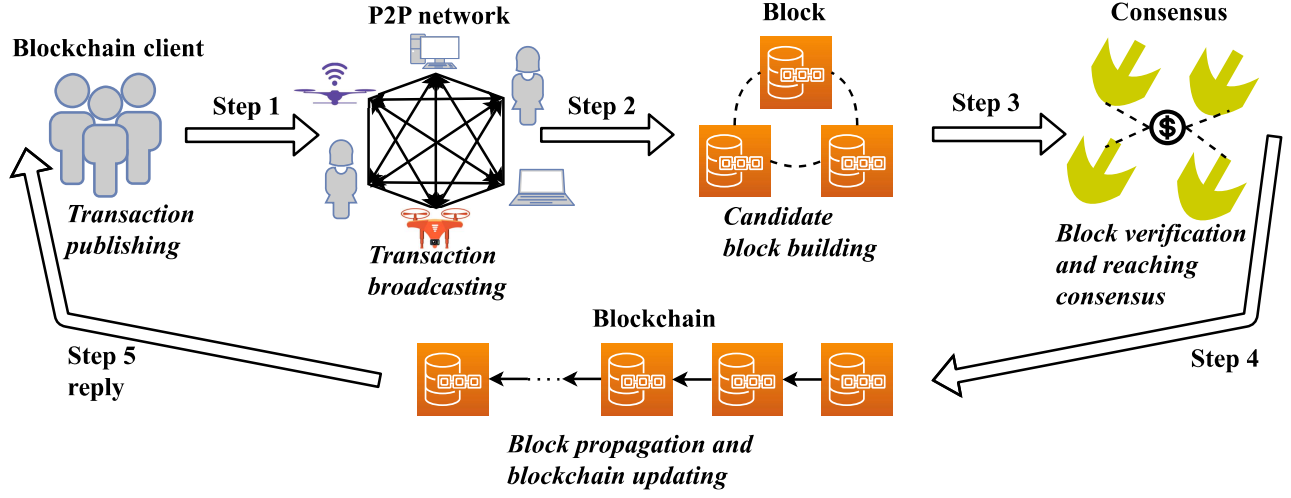 Blockchain client
Transaction
publishing
Step 1
P2P network
Transaction
broadcasting
Step 2
Block
Candidate
block building
Step 3
Consensus
$
Block verification
and reaching
consensus
Step 4
Blockchain
Block propagation and
blockchain updating
Step 5
reply